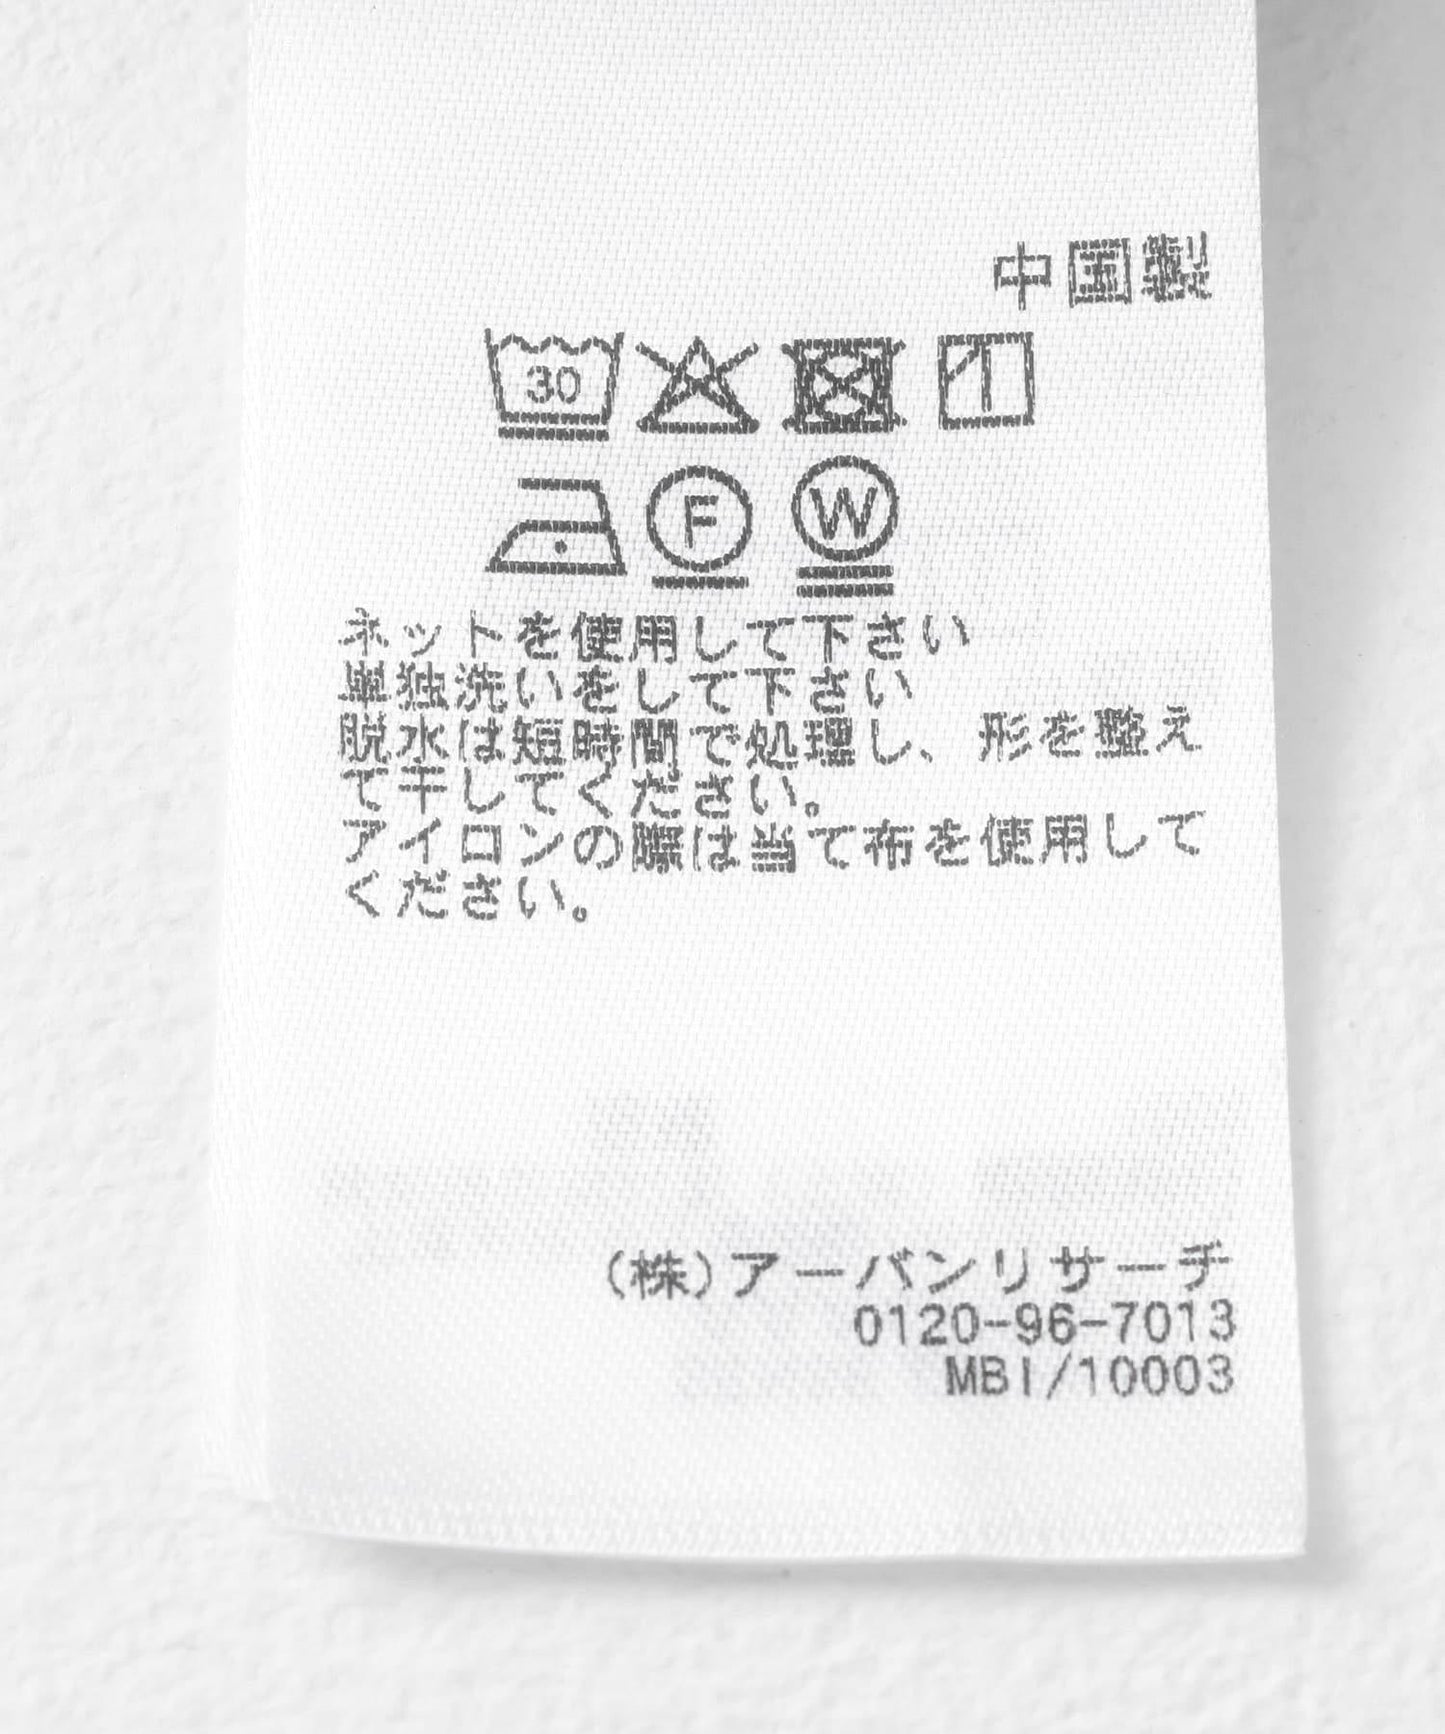 中国製
30
F W
ネットを使用して下さい
単独洗いをして下さい
脱水は短時間で処理し、形を整え
て干してください。
アイロンの際は当て布を使用して
ください。
(株)アーバンリサーチ
0120-96-7013
MBI/10003